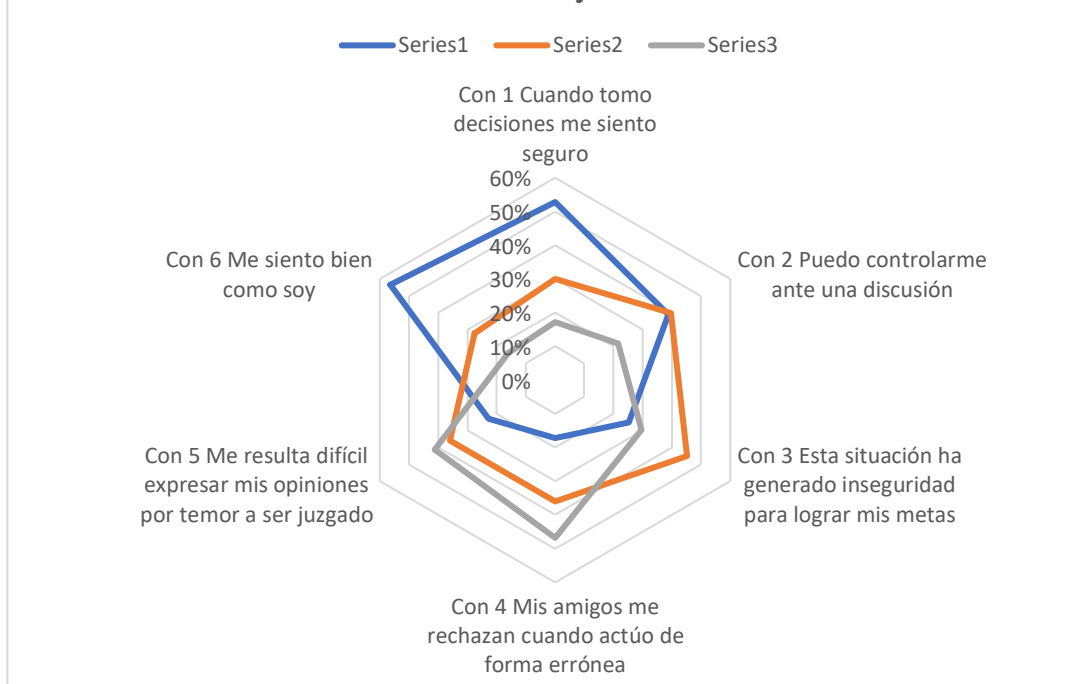 Series1 Series2 Series3
Con 1 Cuando tomo
decisiones me siento
seguro
60%
50%
40%
30%
20%
10%
0%
Con 2 Puedo controlarme
ante una discusión
Con 3 Esta situación ha
generado inseguridad
para lograr mis metas
Con 4 Mis amigos me
rechazan cuando actúo de
forma errónea
Con 5 Me resulta difícil
expresar mis opiniones
por temor a ser juzgado
Con 6 Me siento bien
como soy